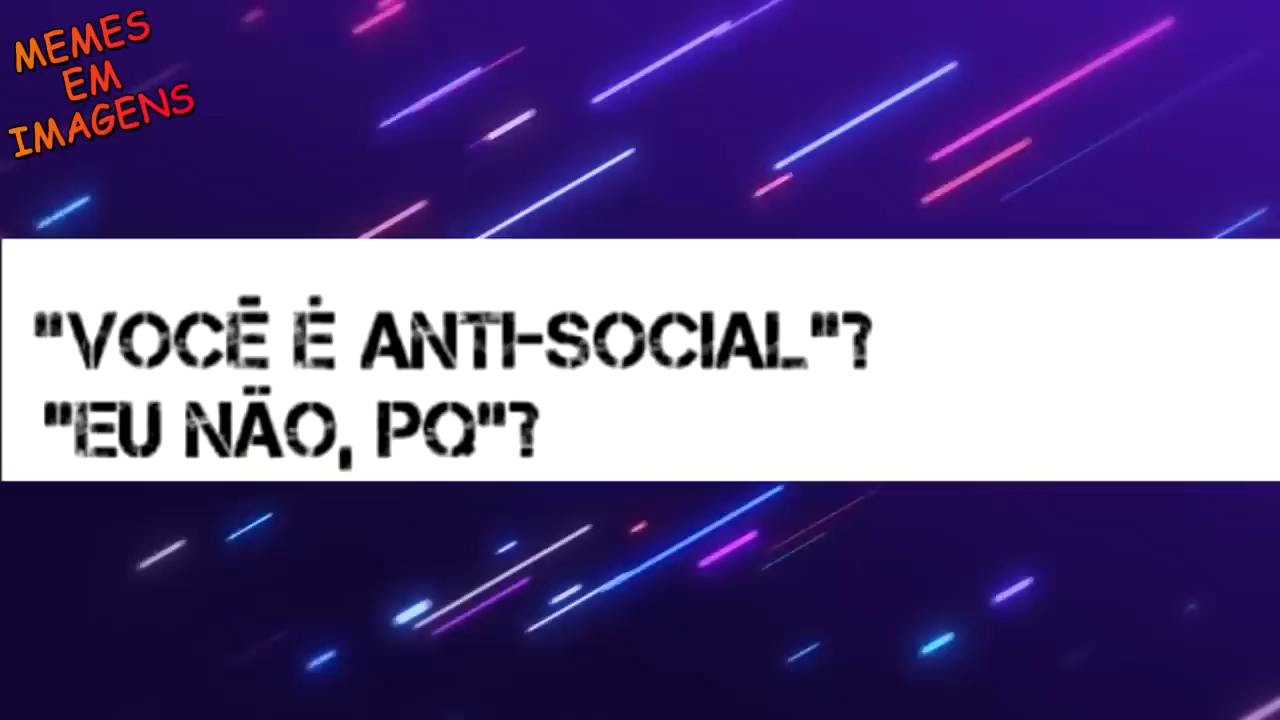 MEMES
EM
IMAGENS
"VOCÊ É ANTI-SOCIAL"?
"EU NÃO, PQ"?